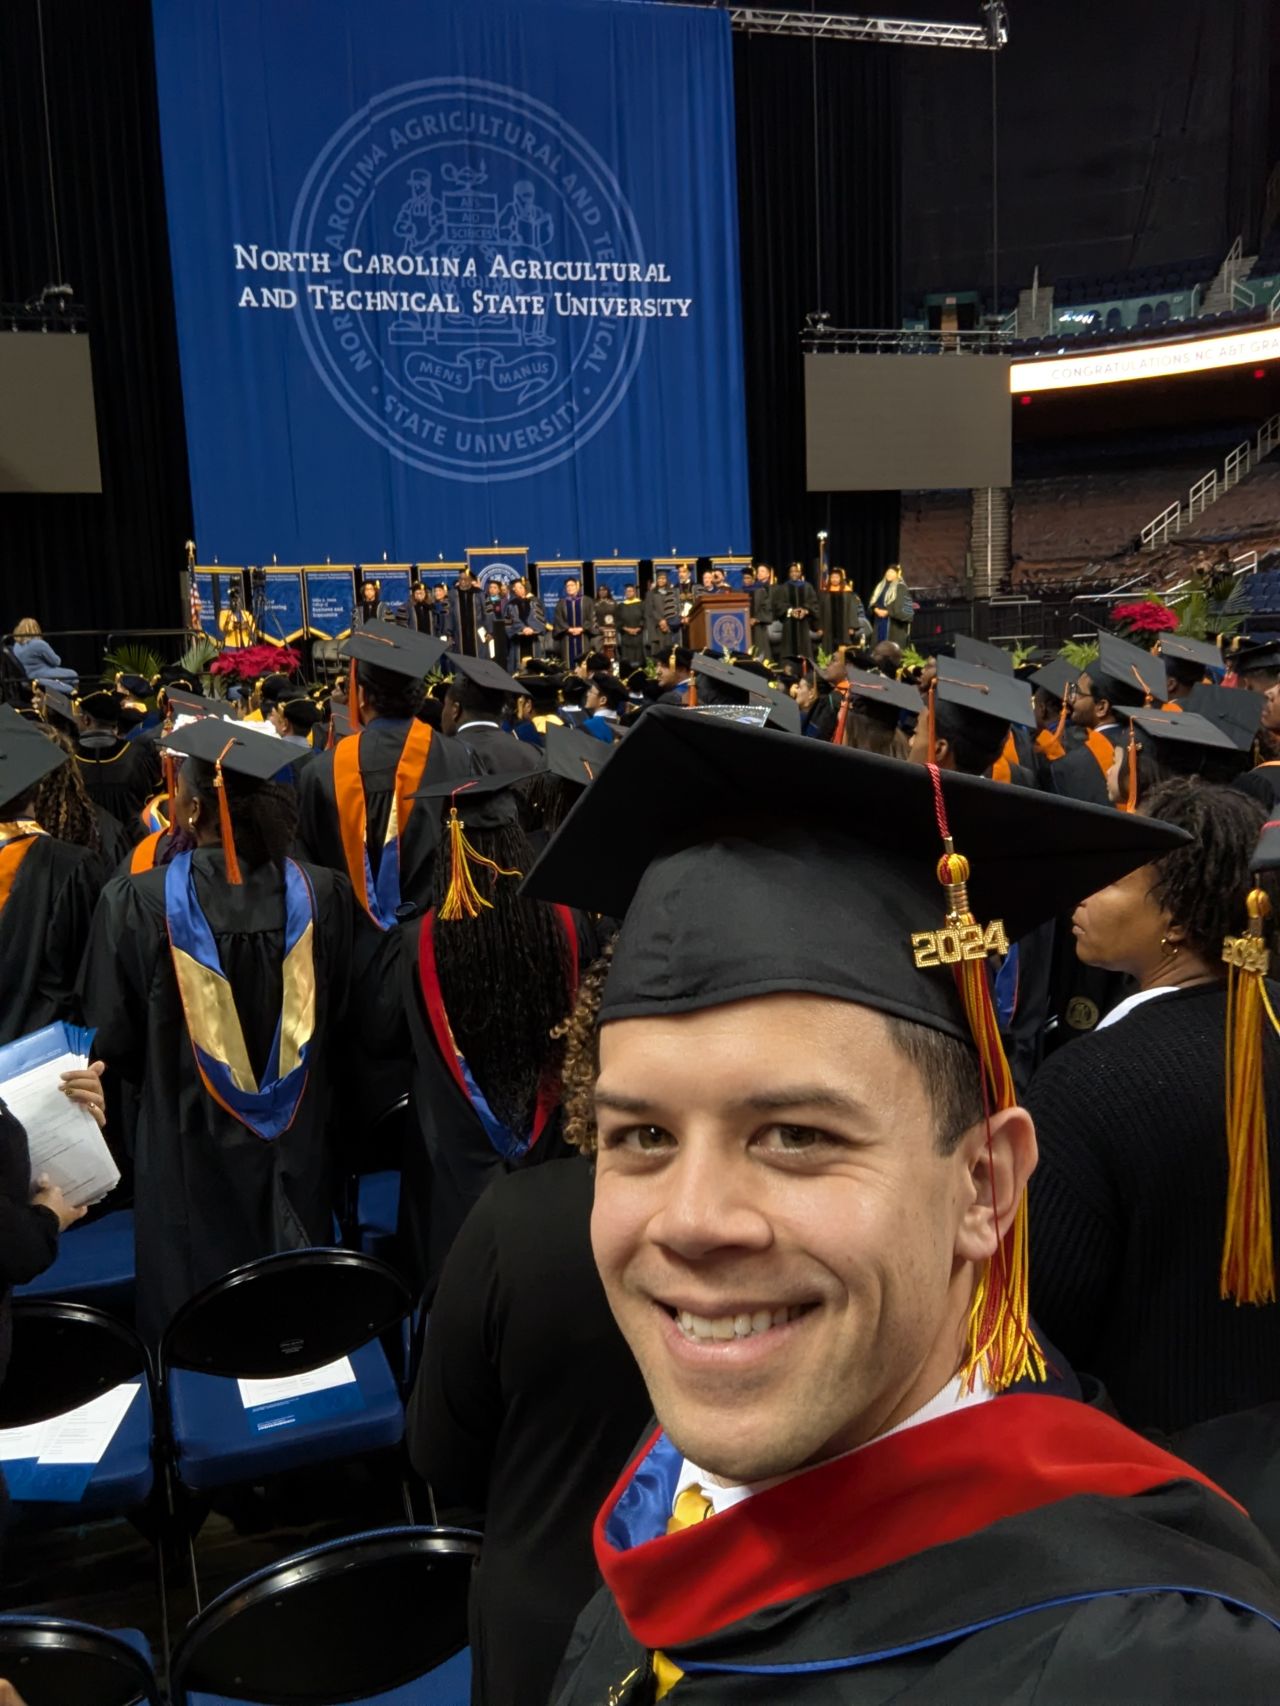 NORTH CAROLINA AGRICULTURAL AND TECHNICAL
STATE UNIVERSITY
ARTS
AND
SCIENCES
NORTH CAROLINA AGRICULTURAL
AND TECHNICAL STATE UNIVERSITY
MENS ET MANUS
CONGRATULATIONS NC A&T GRA
2024